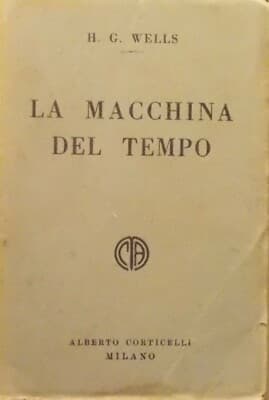 H. G. WELLS
LA MACCHINA
DEL TEMPO
ALBERTO CORTICELLI
MILANO